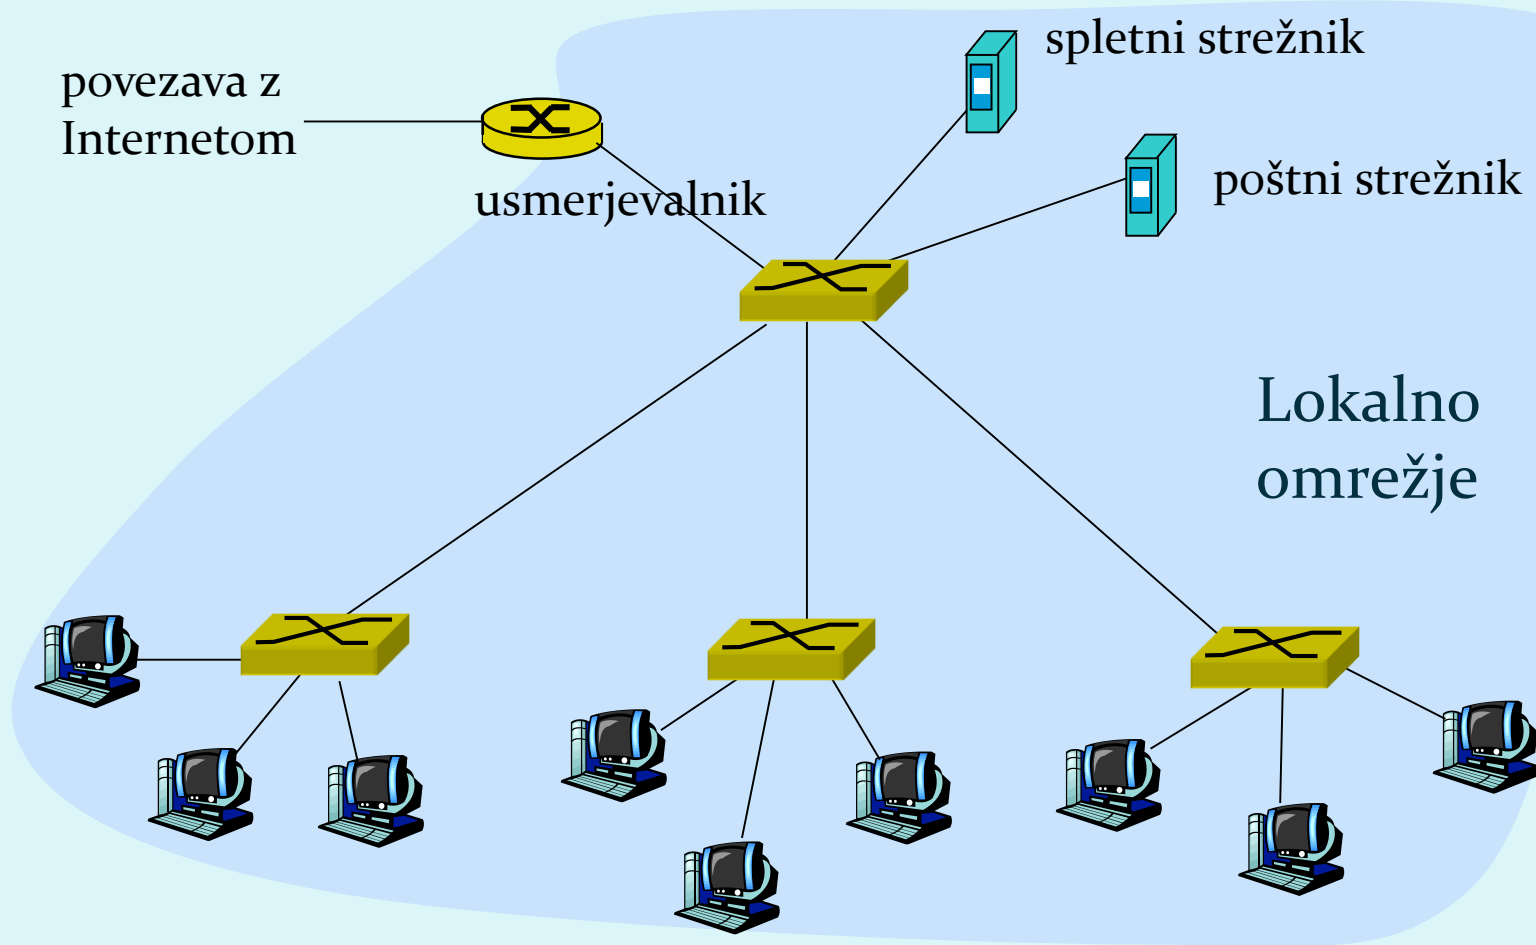 spletni strežnik
povezava z
Internetom
usmerjevalnik
poštni strežnik
Lokalno
omrežje